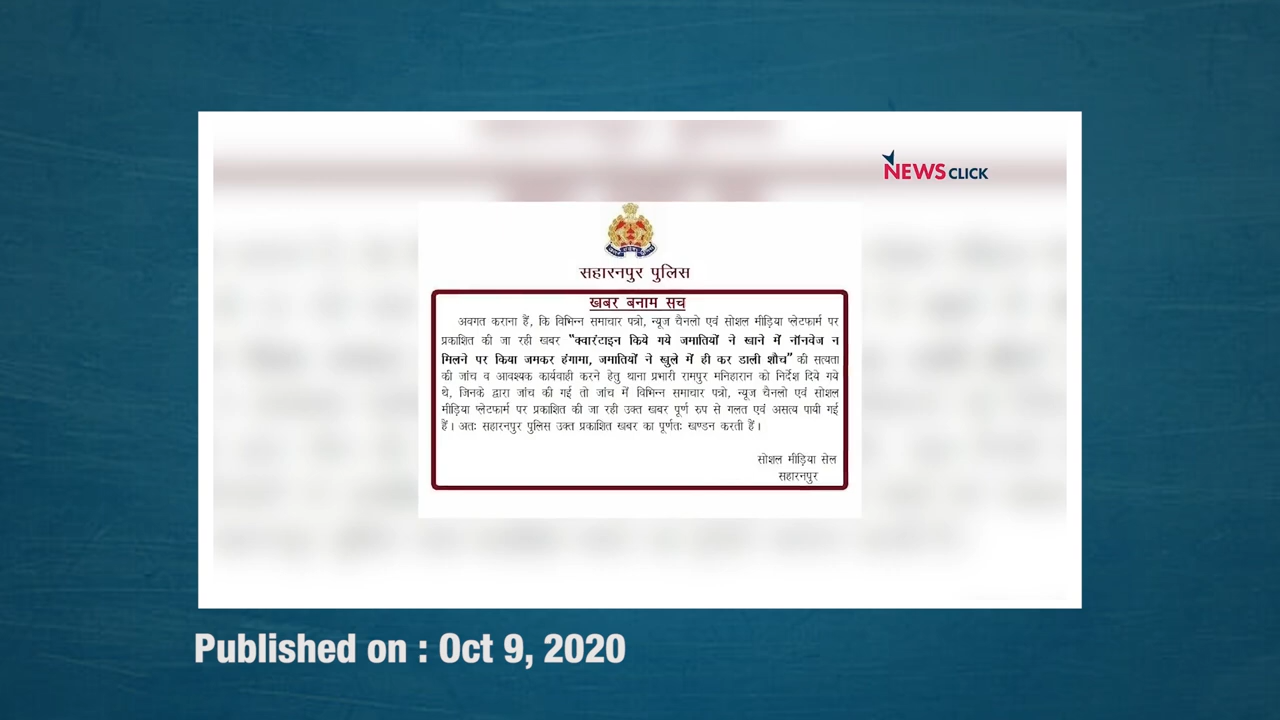 NEWS CLICK
सहारनपुर पुलिस
खबर बनाम सच
अवगत कराना हैं, कि विभिन्न समाचार पत्रो, न्यूज चैनलो एवं सोशल मीड़िया प्लेटफार्म पर
प्रकाशित की जा रही खबर "क्वारंटाइन किये गये जमातियों ने खाने में नॉनवेज न
मिलने पर किया जमकर हंगामा, जमातियों ने खुले में ही कर डाली शौच" की सत्यता
की जांच व आवश्यक कार्यवाही करने हेतु थाना प्रभारी रामपुर मनिहारान को निर्देश दिये गये
थे, जिनके द्वारा जांच की गई तो जांच में विभिन्न समाचार पत्रो, न्यूज चैनलो एवं सोशल
मीड़िया प्लेटफार्म पर प्रकाशित की जा रही उक्त खबर पूर्ण रुप से गलत एवं असत्य पायी गई
हैं। अतः सहारनपुर पुलिस उक्त प्रकाशित खबर का पूर्णतः खण्डन करती हैं।
सोशल मीड़िया सेल
सहारनपुर
Published on : Oct 9, 2020